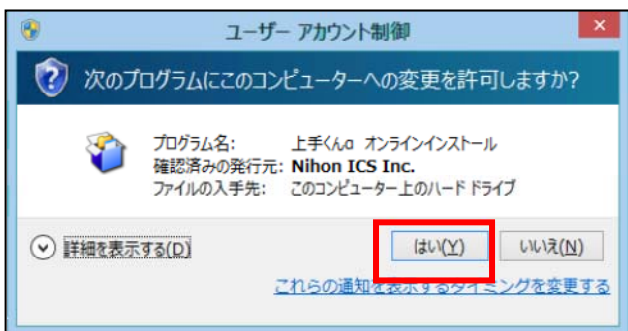 ユーザー アカウント制御
次のプログラムにこのコンピューターへの変更を許可しますか?
プログラム名: 上手くんα オンラインインストール
確認済みの発行元: Nihon ICS Inc.
ファイルの入手先: このコンピューター上のハード ドライブ
詳細を表示する(D) はい(Y) いいえ(N)
これらの通知を表示するタイミングを変更する